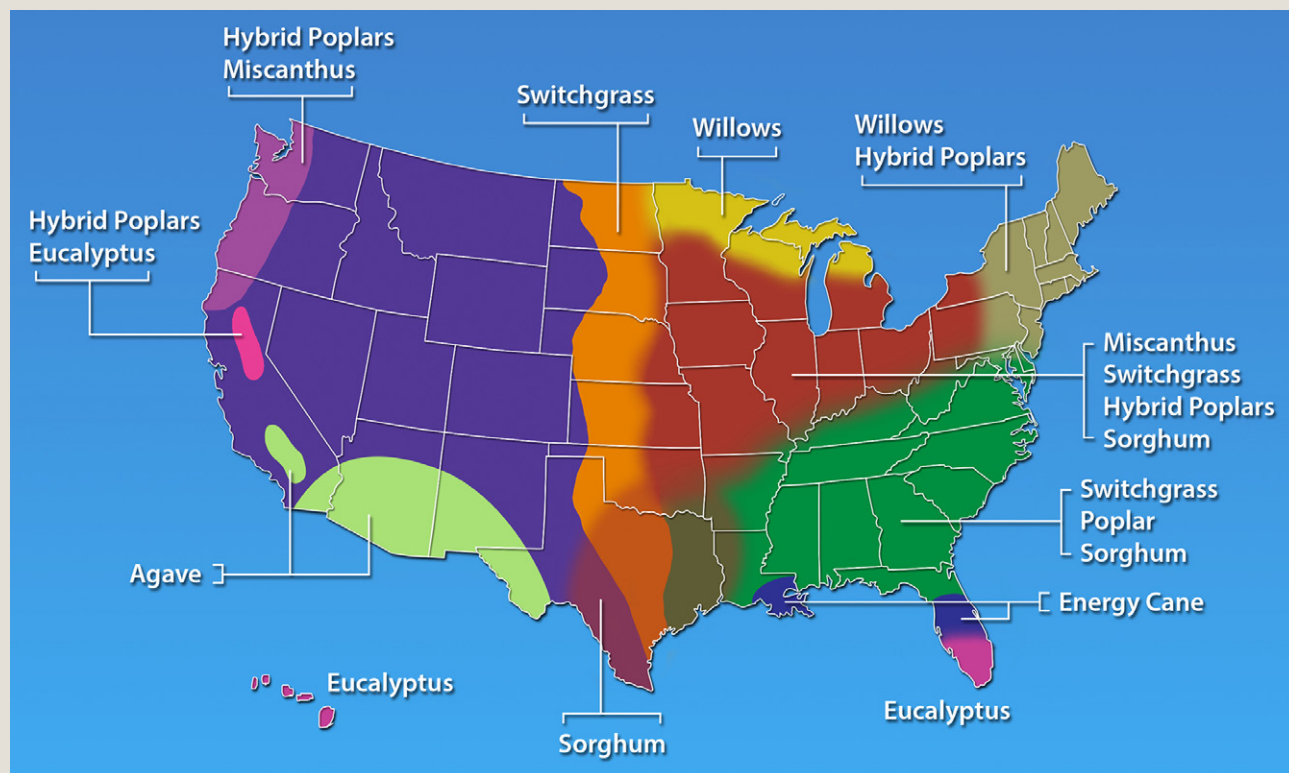 Hybrid Poplars
Miscanthus
Switchgrass
Willows
Willows
Hybrid Poplars
Hybrid Poplars
Eucalyptus
Miscanthus
Switchgrass
Hybrid Poplars
Sorghum
Switchgrass
Poplar
Sorghum
Agave
Energy Cane
Eucalyptus
Eucalyptus
Sorghum